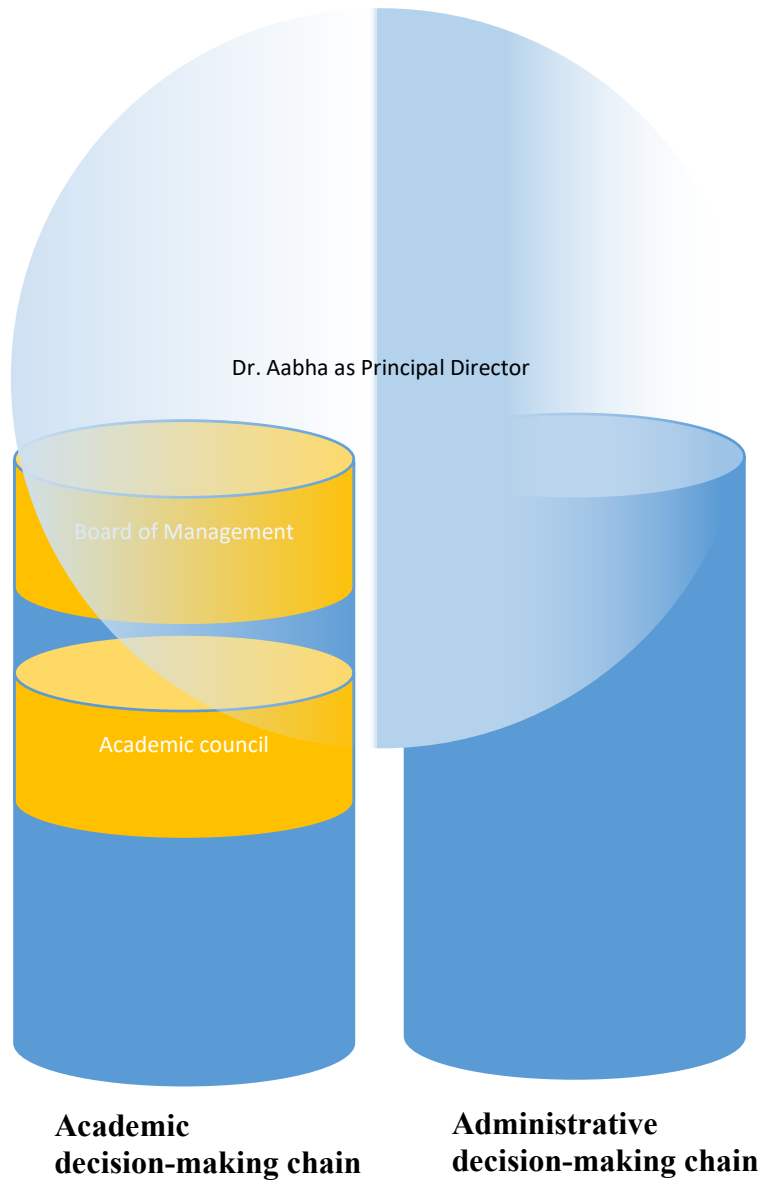 Dr. Aabha as Principal Director
Board of Management
Academic council
Academic
decision-making chain
Administrative
decision-making chain